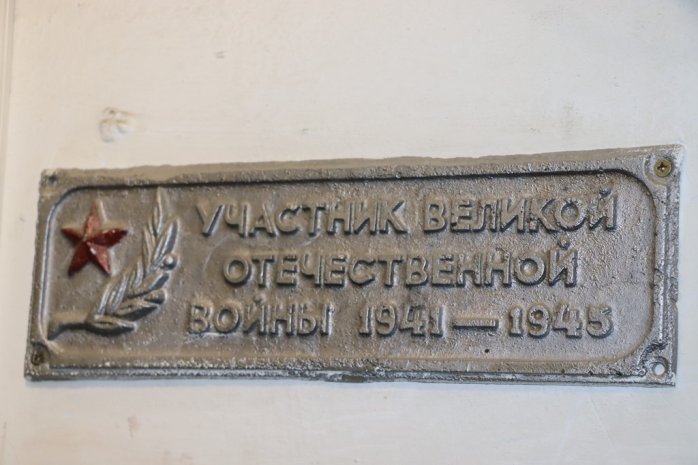 УЧАСТНИК ВЕЛИКОЙ
ОТЕЧЕСТВЕННОЙ
ВОЙНЫ 1941 — 1945